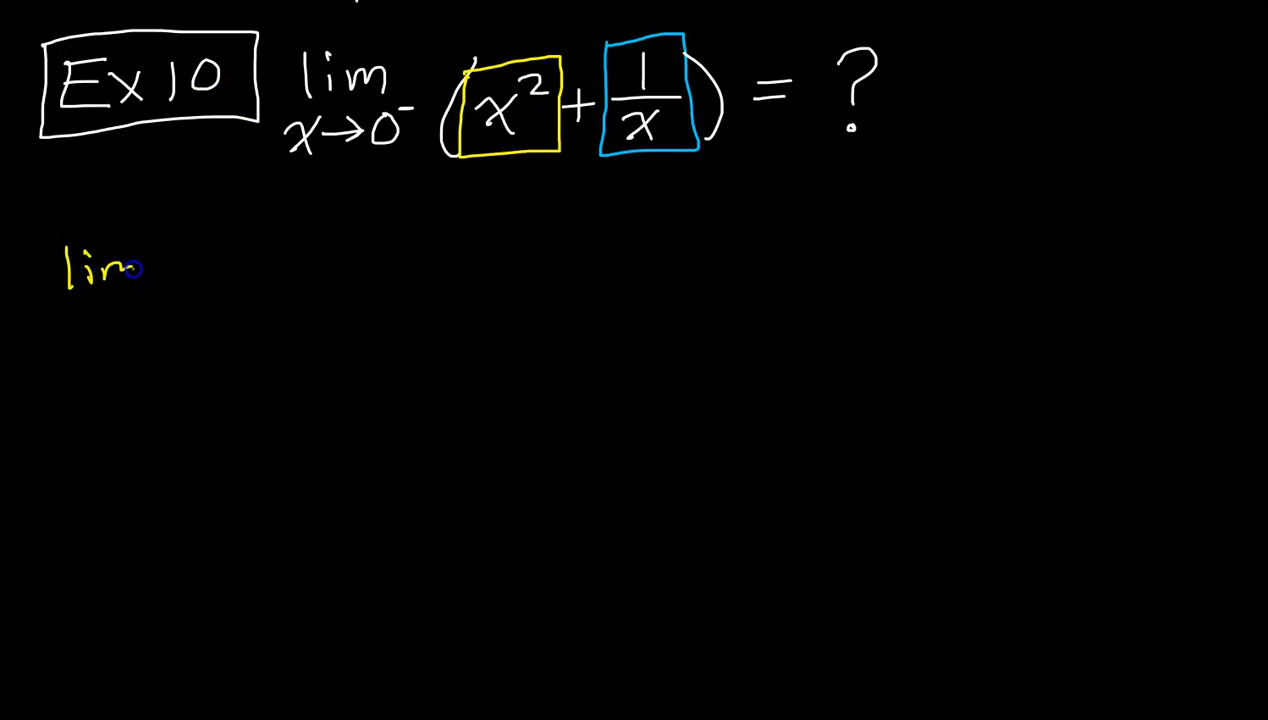 Ex 10 lim x→0⁻ (x² + 1/x) = ?
lim